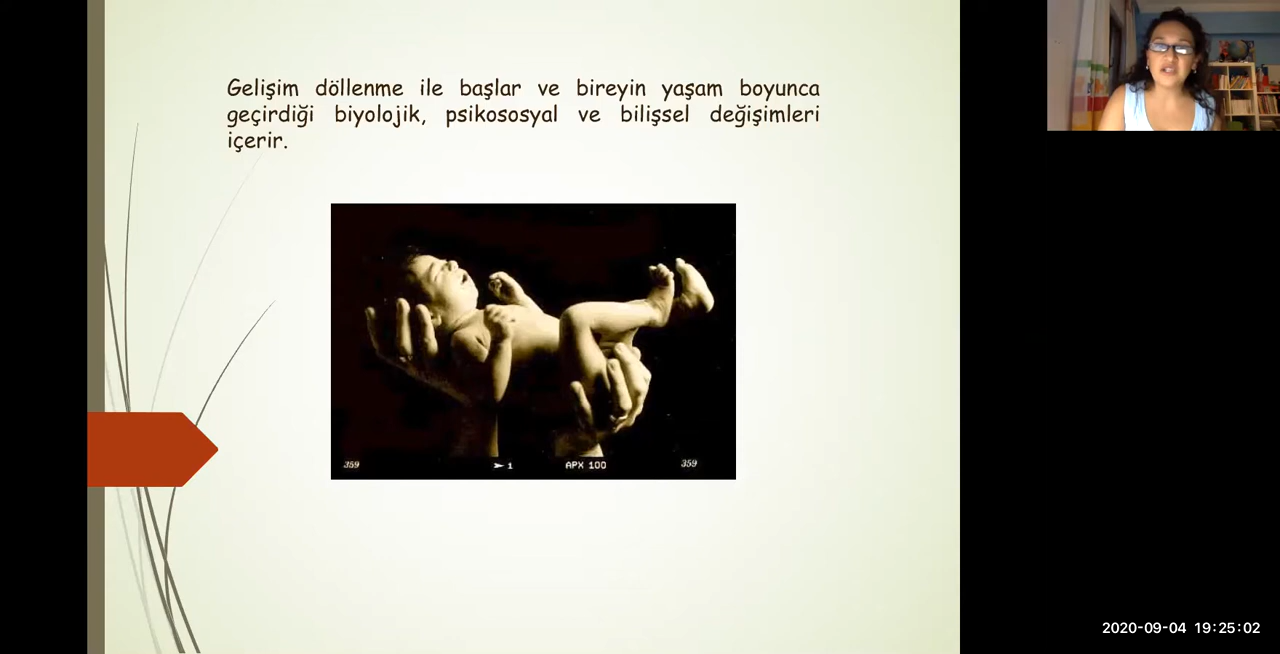 Gelişim döllenme ile başlar ve bireyin yaşam boyunca
geçirdiği biyolojik, psikososyal ve bilişsel değişimleri
içerir.
359
1
APX 100
359
2020-09-04 19:25:02